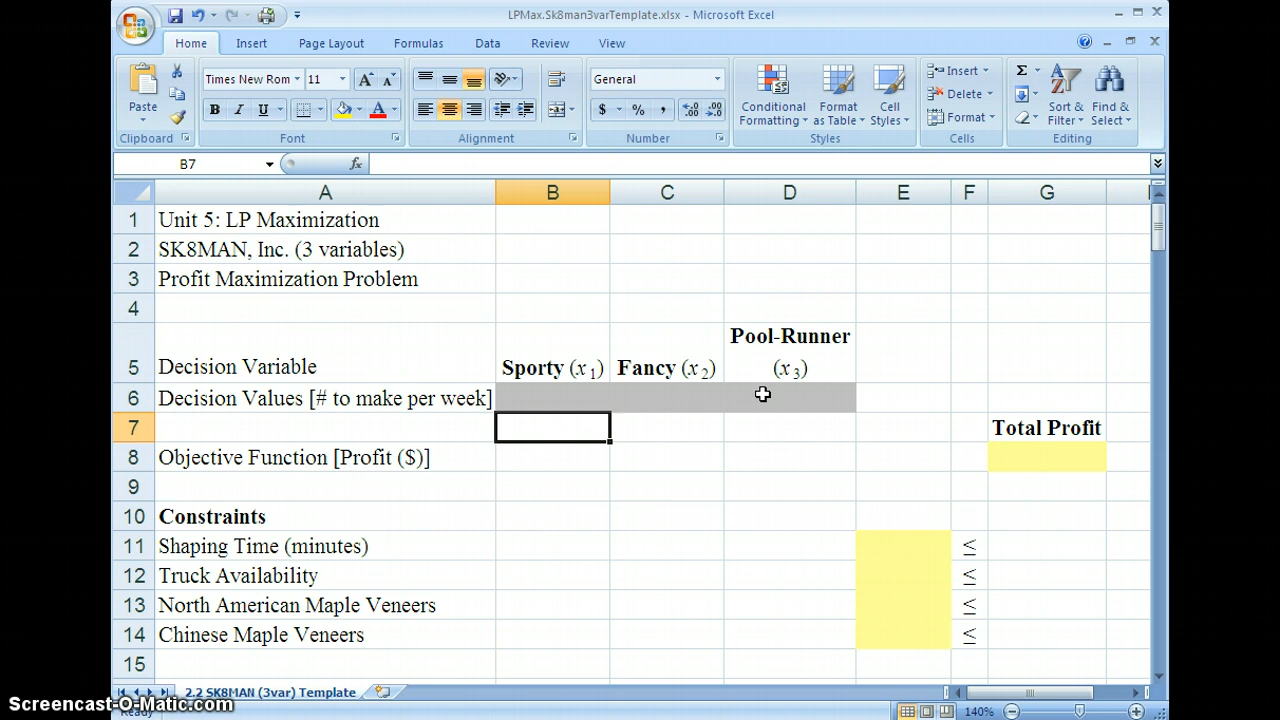 LPMax.Sk8man3varTemplate.xlsx - Microsoft Excel
Home Insert Page Layout Formulas Data Review View
Times New Rom 11 General
Paste B I U $ % , Conditional Formatting Format as Table Cell Styles Insert Delete Format Σ Sort & Filter Find & Select
Clipboard Font Alignment Number Styles Cells Editing
B7 fx
A B C D E F G
1 Unit 5: LP Maximization
2 SK8MAN, Inc. (3 variables)
3 Profit Maximization Problem
4
Pool-Runner
5 Decision Variable Sporty (x 1) Fancy (x 2) (x 3)
6 Decision Values [# to make per week]
7 Total Profit
8 Objective Function [Profit ($)]
9
10 Constraints
11 Shaping Time (minutes) ≤
12 Truck Availability ≤
13 North American Maple Veneers ≤
14 Chinese Maple Veneers ≤
15
2.2 SK8MAN (3var) Template
Screencast-O-Matic.com
Ready 140%